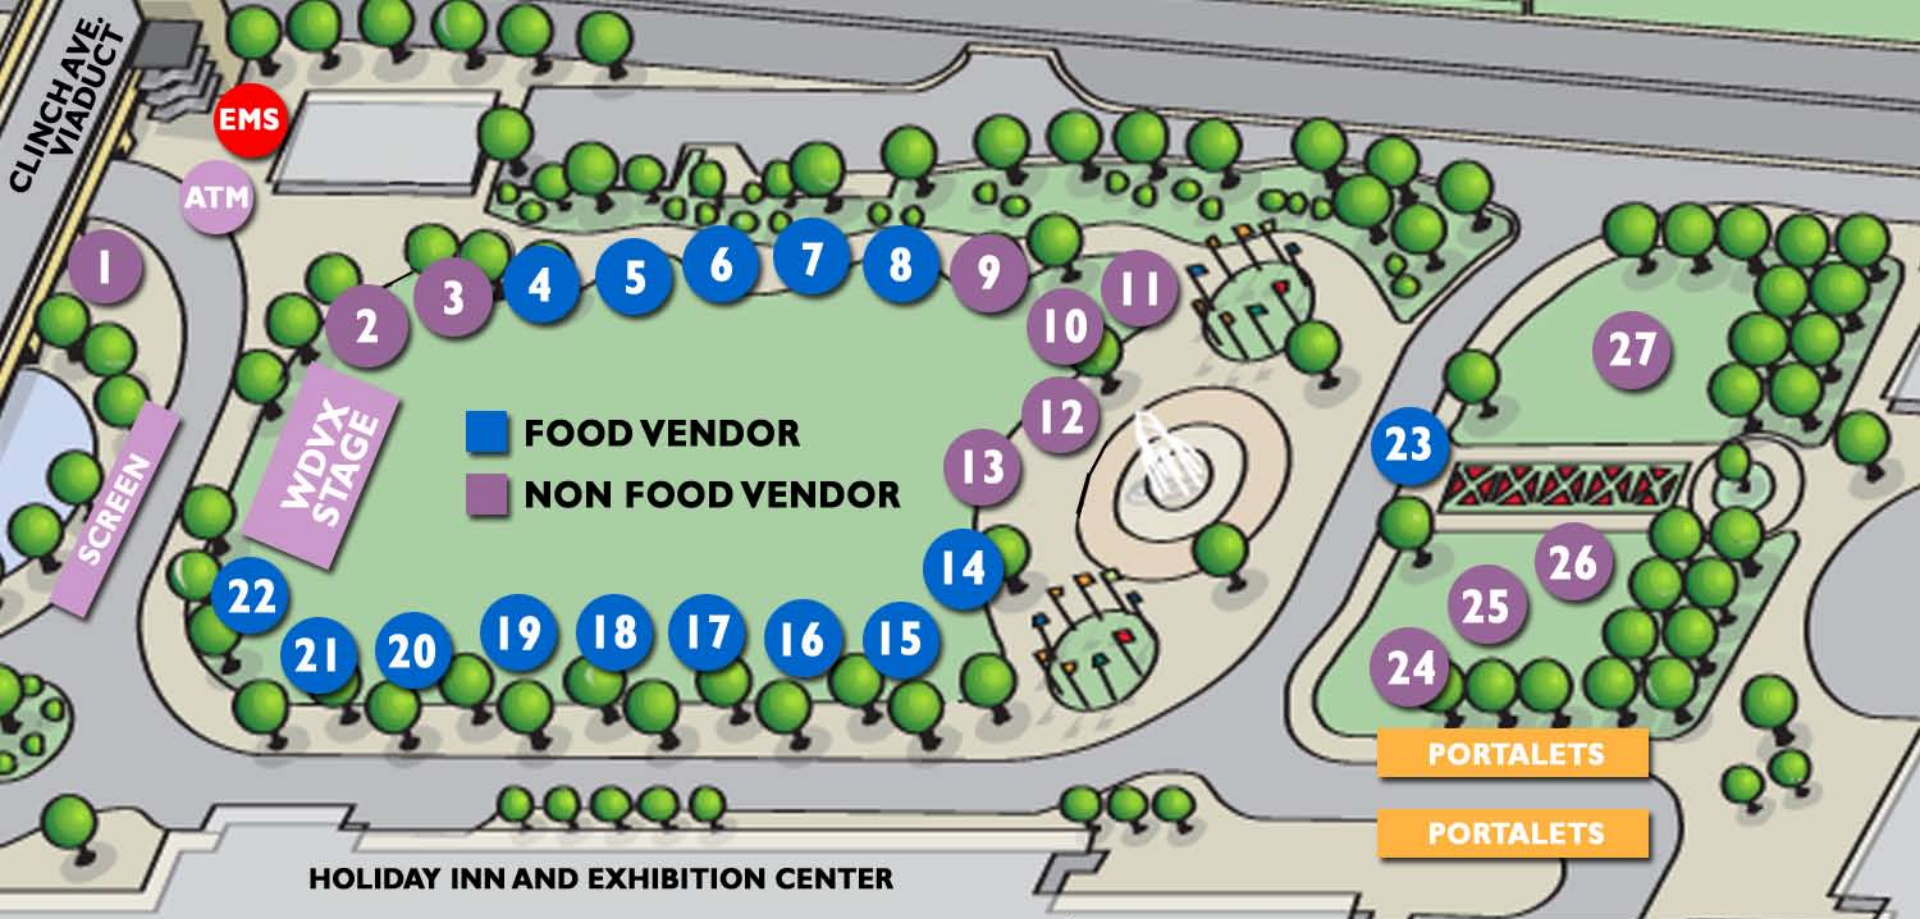 CLINCH AVE.
VIADUCT
EMS
ATM
1
2
3
4
5
6
7
8
9
10
11
12
13
14
15
16
17
18
19
20
21
22
23
24
25
26
27
SCREEN
WDVX
STAGE
FOOD VENDOR
NON FOOD VENDOR
PORTALETS
PORTALETS
HOLIDAY INN AND EXHIBITION CENTER